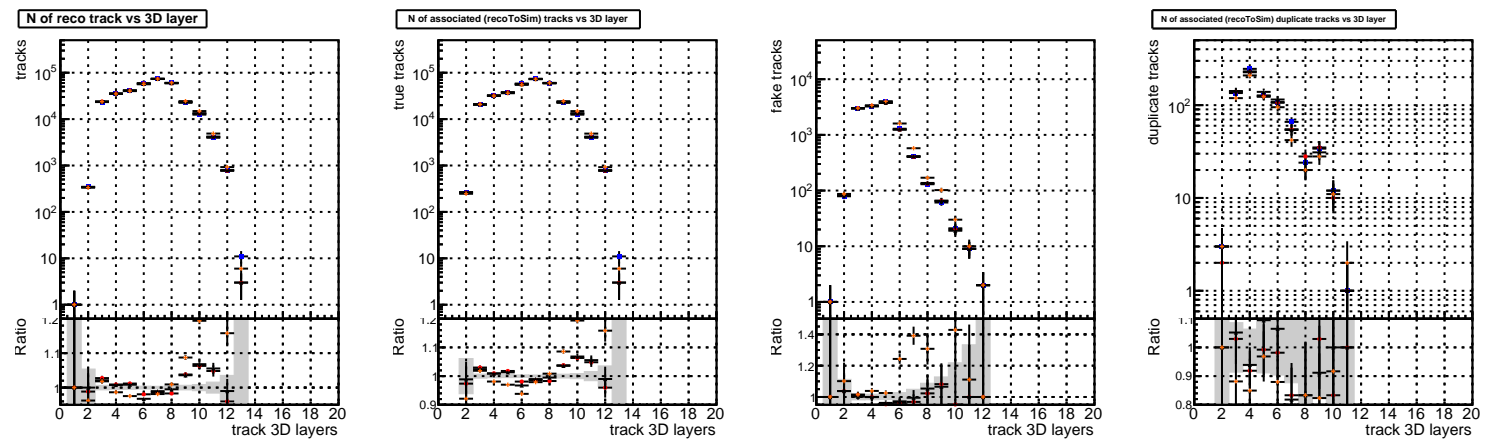 N of reco track vs 3D layer
tracks
10^5
10^4
10^3
10^2
10
1
Ratio
1.2
1.1
1
0 2 4 6 8 10 12 14 16 18 20
track 3D layers
N of associated (recoToSim) tracks vs 3D layer
true tracks
10^5
10^4
10^3
10^2
10
1
Ratio
1.2
1.1
1
0.9
0 2 4 6 8 10 12 14 16 18 20
track 3D layers
fake tracks
10^4
10^3
10^2
10
1
Ratio
1.4
1.2
1
0 2 4 6 8 10 12 14 16 18 20
track 3D layers
N of associated (recoToSim) duplicate tracks vs 3D layer
duplicate tracks
10^2
10
1
Ratio
1.1
1
0.9
0.8
0 2 4 6 8 10 12 14 16 18 20
track 3D layers